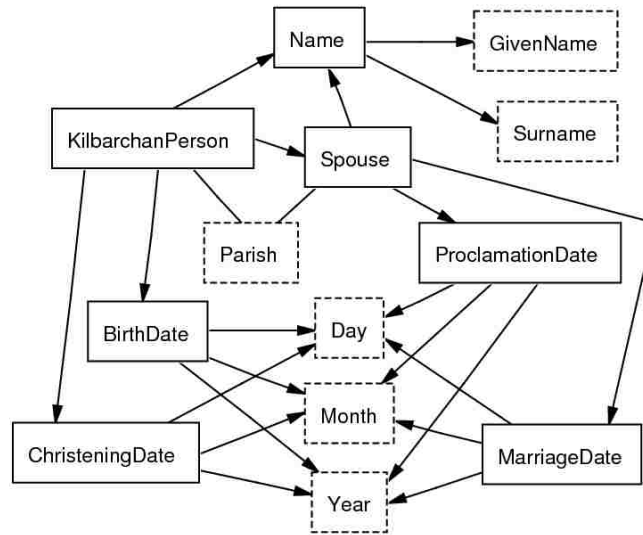 Name
GivenName
KilbarchanPerson
Surname
Spouse
Parish
ProclamationDate
BirthDate
Day
Month
ChristeningDate
MarriageDate
Year